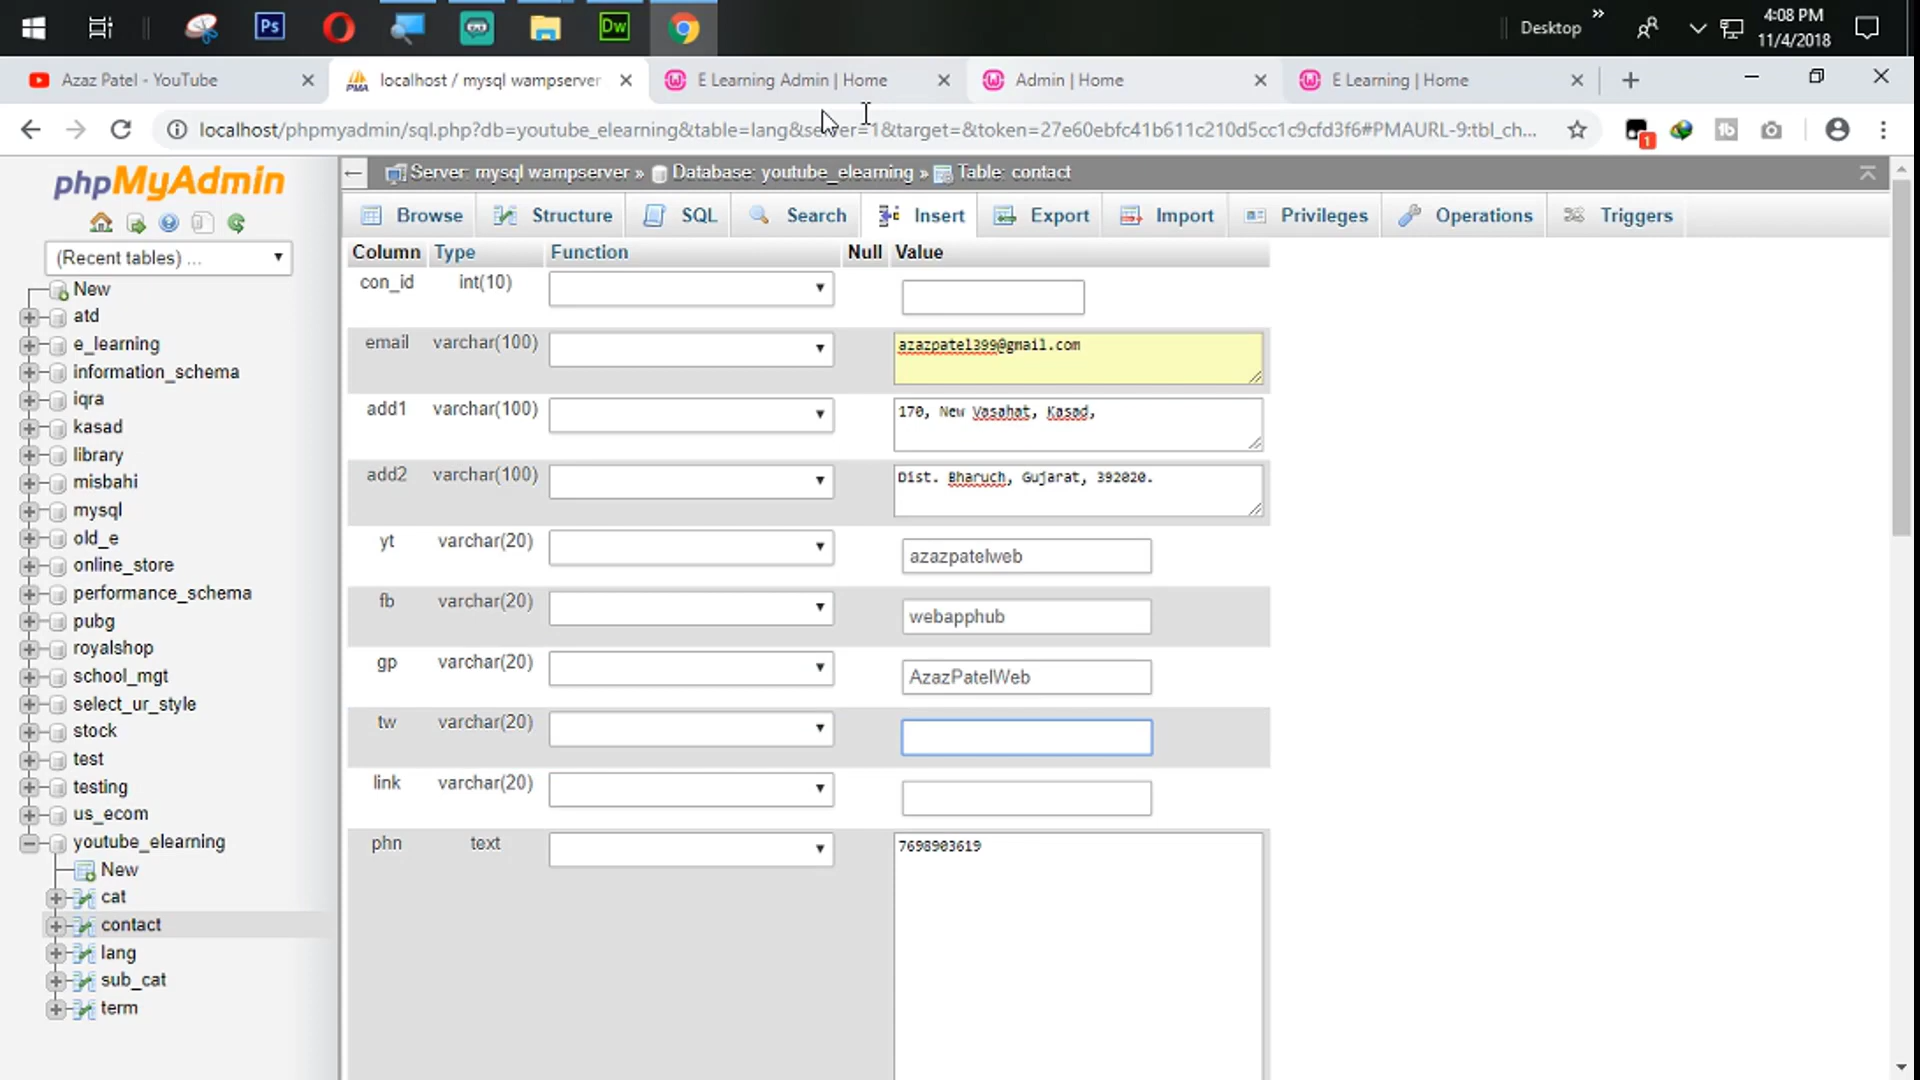 Ps
Dw
Desktop
»
4:08 PM
11/4/2018
Azaz Patel - YouTube
PMA
localhost / mysql wampserver
E Learning Admin | Home
Admin | Home
E Learning | Home
localhost/phpmyadmin/sql.php?db=youtube_elearning&table=lang&server=1&target=&token=27e60ebfc41b611c210d5cc1c9cfd3f6#PMAURL-9:tbl_ch...
1
tb
phpMyAdmin
(Recent tables) ...
New
atd
e_learning
information_schema
iqra
kasad
library
misbahi
mysql
old_e
online_store
performance_schema
pubg
royalshop
school_mgt
select_ur_style
stock
test
testing
us_ecom
youtube_elearning
New
cat
contact
lang
sub_cat
term
Server: mysql wampserver » Database: youtube_elearning » Table: contact
Browse Structure SQL Search Insert Export Import Privileges Operations Triggers
Column Type Function Null Value
con_id int(10)
email varchar(100) azazpatel399@gmail.com
add1 varchar(100) 170, New Vasahat, Kasad,
add2 varchar(100) Dist. Bharuch, Gujarat, 392020.
yt varchar(20) azazpatelweb
fb varchar(20) webapphub
gp varchar(20) AzazPatelWeb
tw varchar(20)
link varchar(20)
phn text 7698903619